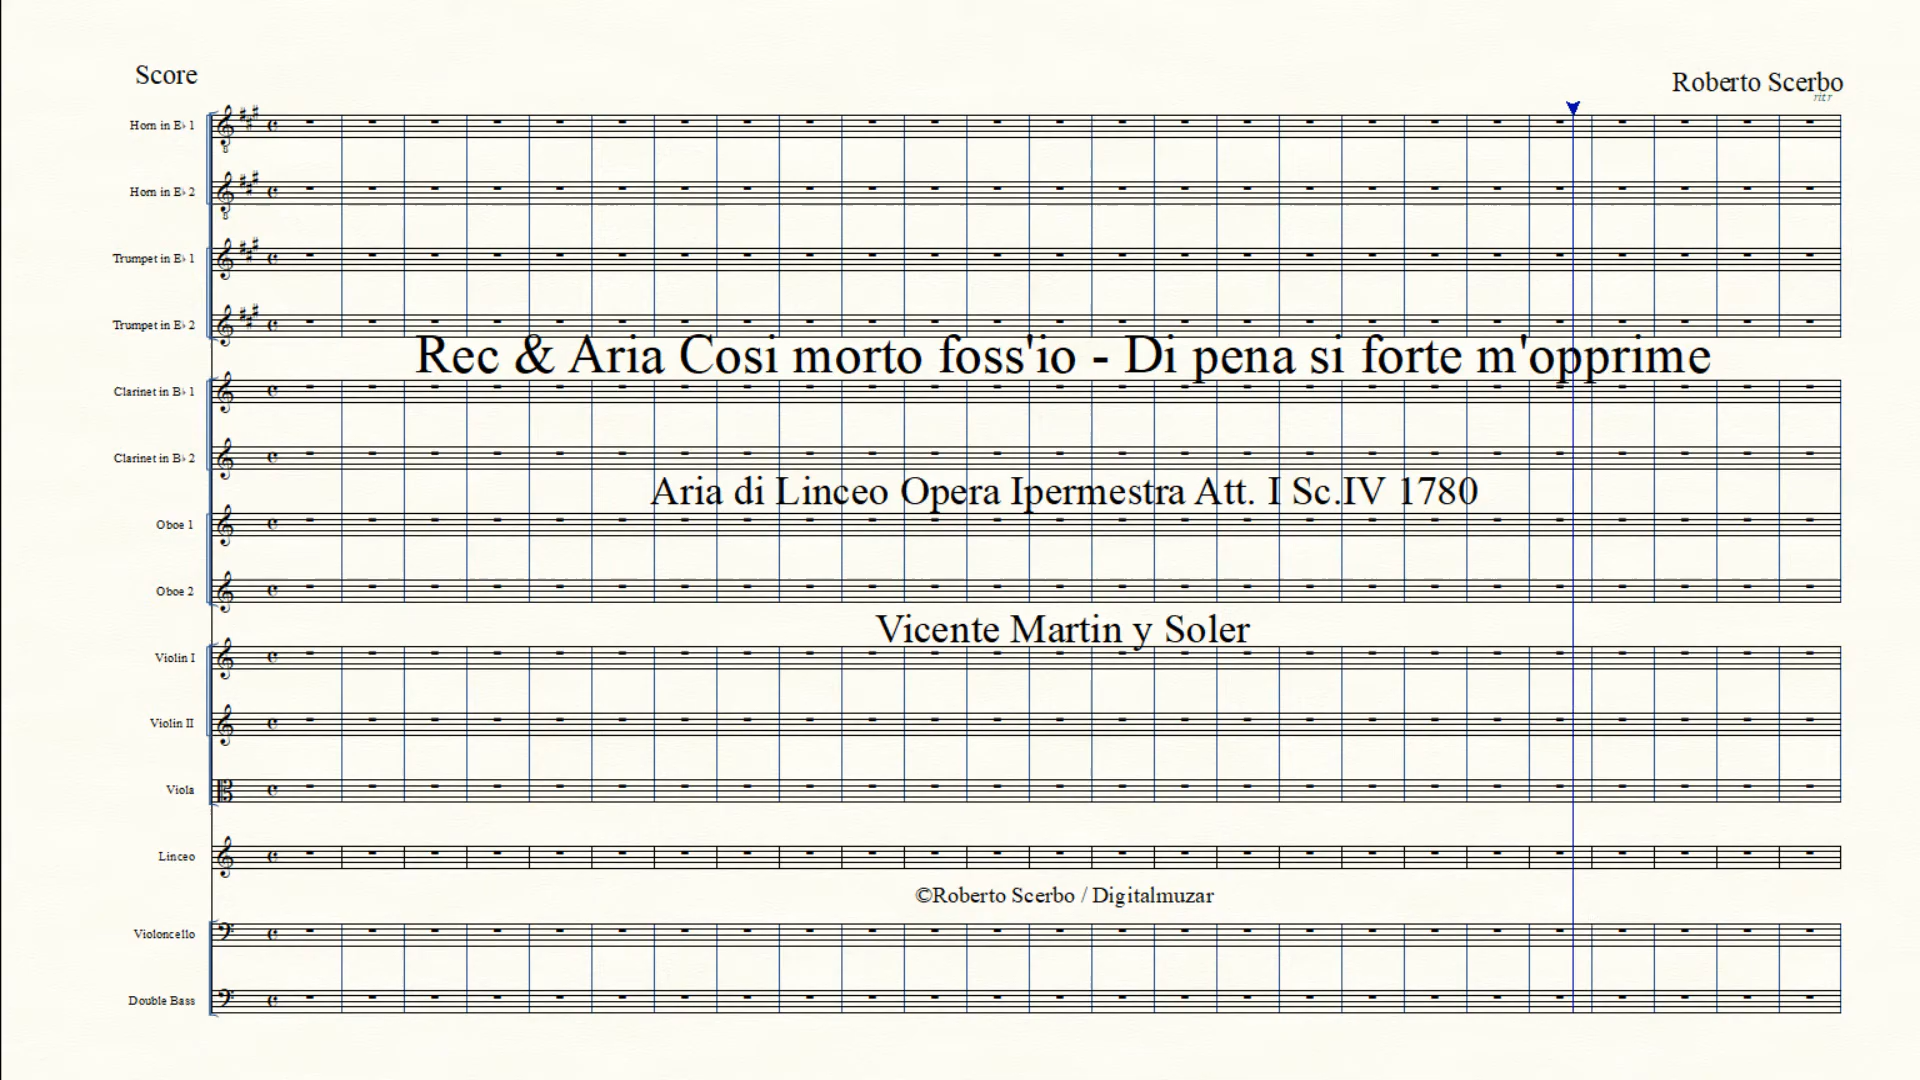 Score
Roberto Scerbo
Horn in E♭ 1
Horn in E♭ 2
Trumpet in E♭ 1
Trumpet in E♭ 2
Rec & Aria Cosi morto foss'io - Di pena si forte m'opprime
Clarinet in B♭ 1
Clarinet in B♭ 2
Aria di Linceo Opera Ipermestra Att. I Sc.IV 1780
Oboe 1
Oboe 2
Vicente Martin y Soler
Violin I
Violin II
Viola
Linceo
©Roberto Scerbo / Digitalmuzar
Violoncello
Double Bass